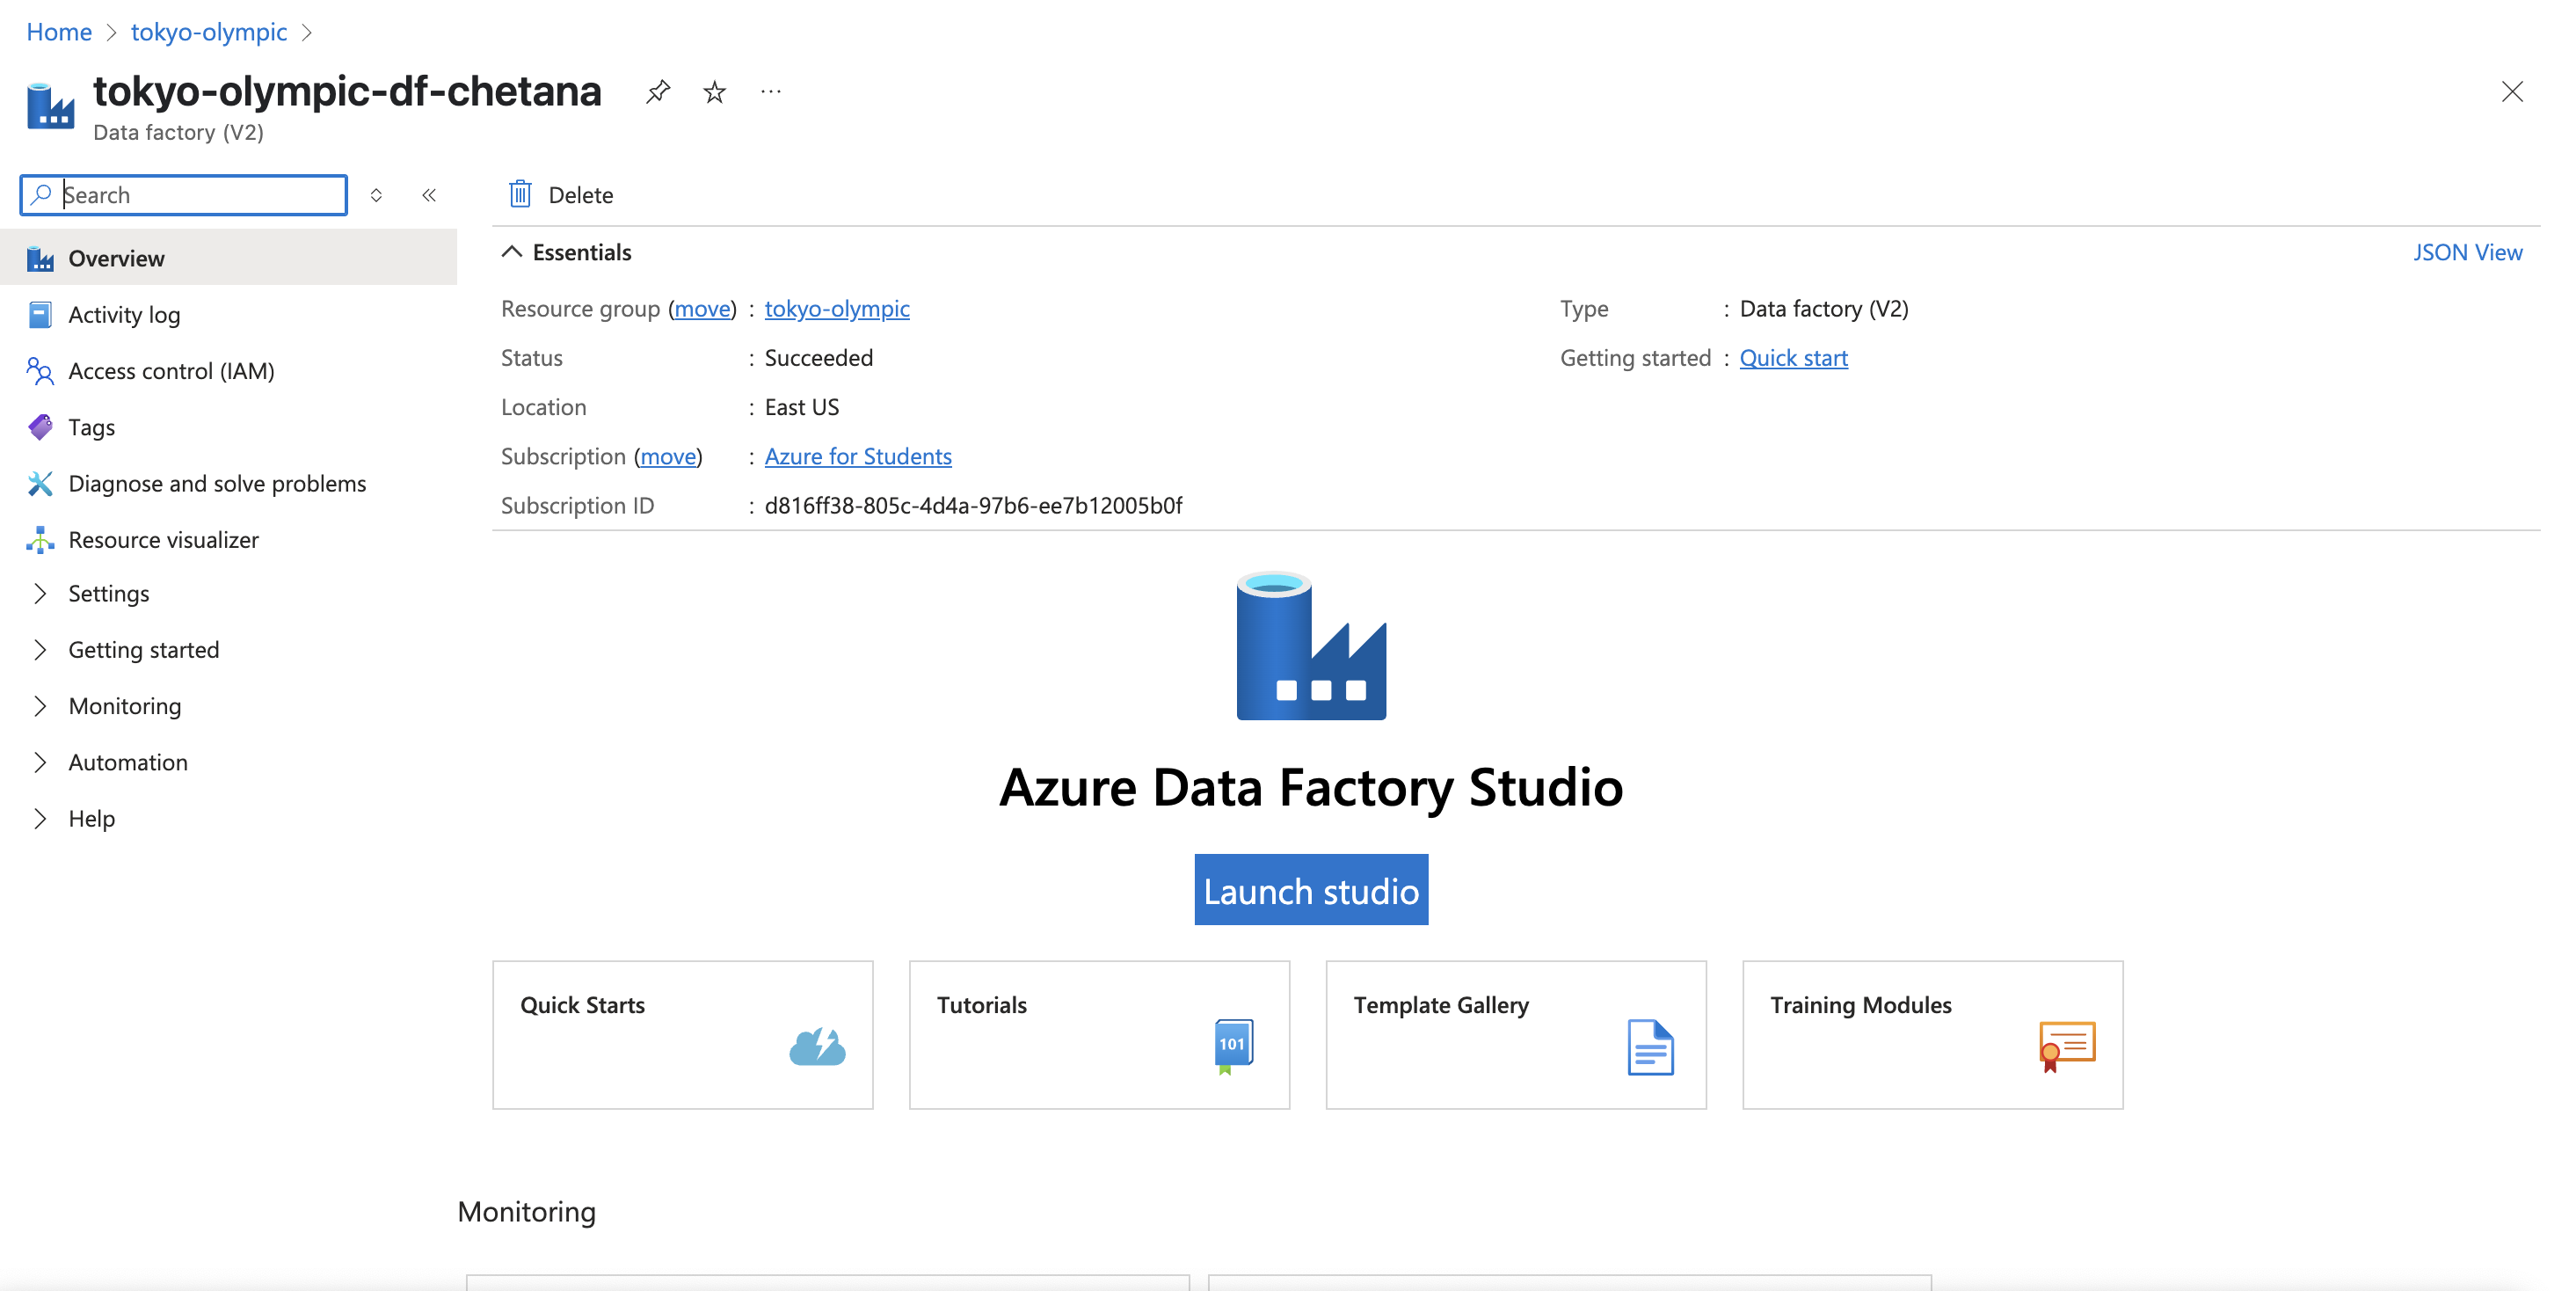 Home > tokyo-olympic >
tokyo-olympic-df-chetana ...
Data factory (V2)
Search
Delete
Overview
Activity log
Access control (IAM)
Tags
Diagnose and solve problems
Resource visualizer
Settings
Getting started
Monitoring
Automation
Help
Essentials
JSON View
Resource group (move) : tokyo-olympic
Status : Succeeded
Location : East US
Subscription (move) : Azure for Students
Subscription ID : d816ff38-805c-4d4a-97b6-ee7b12005b0f
Type : Data factory (V2)
Getting started : Quick start
Azure Data Factory Studio
Launch studio
Quick Starts
Tutorials
101
Template Gallery
Training Modules
Monitoring